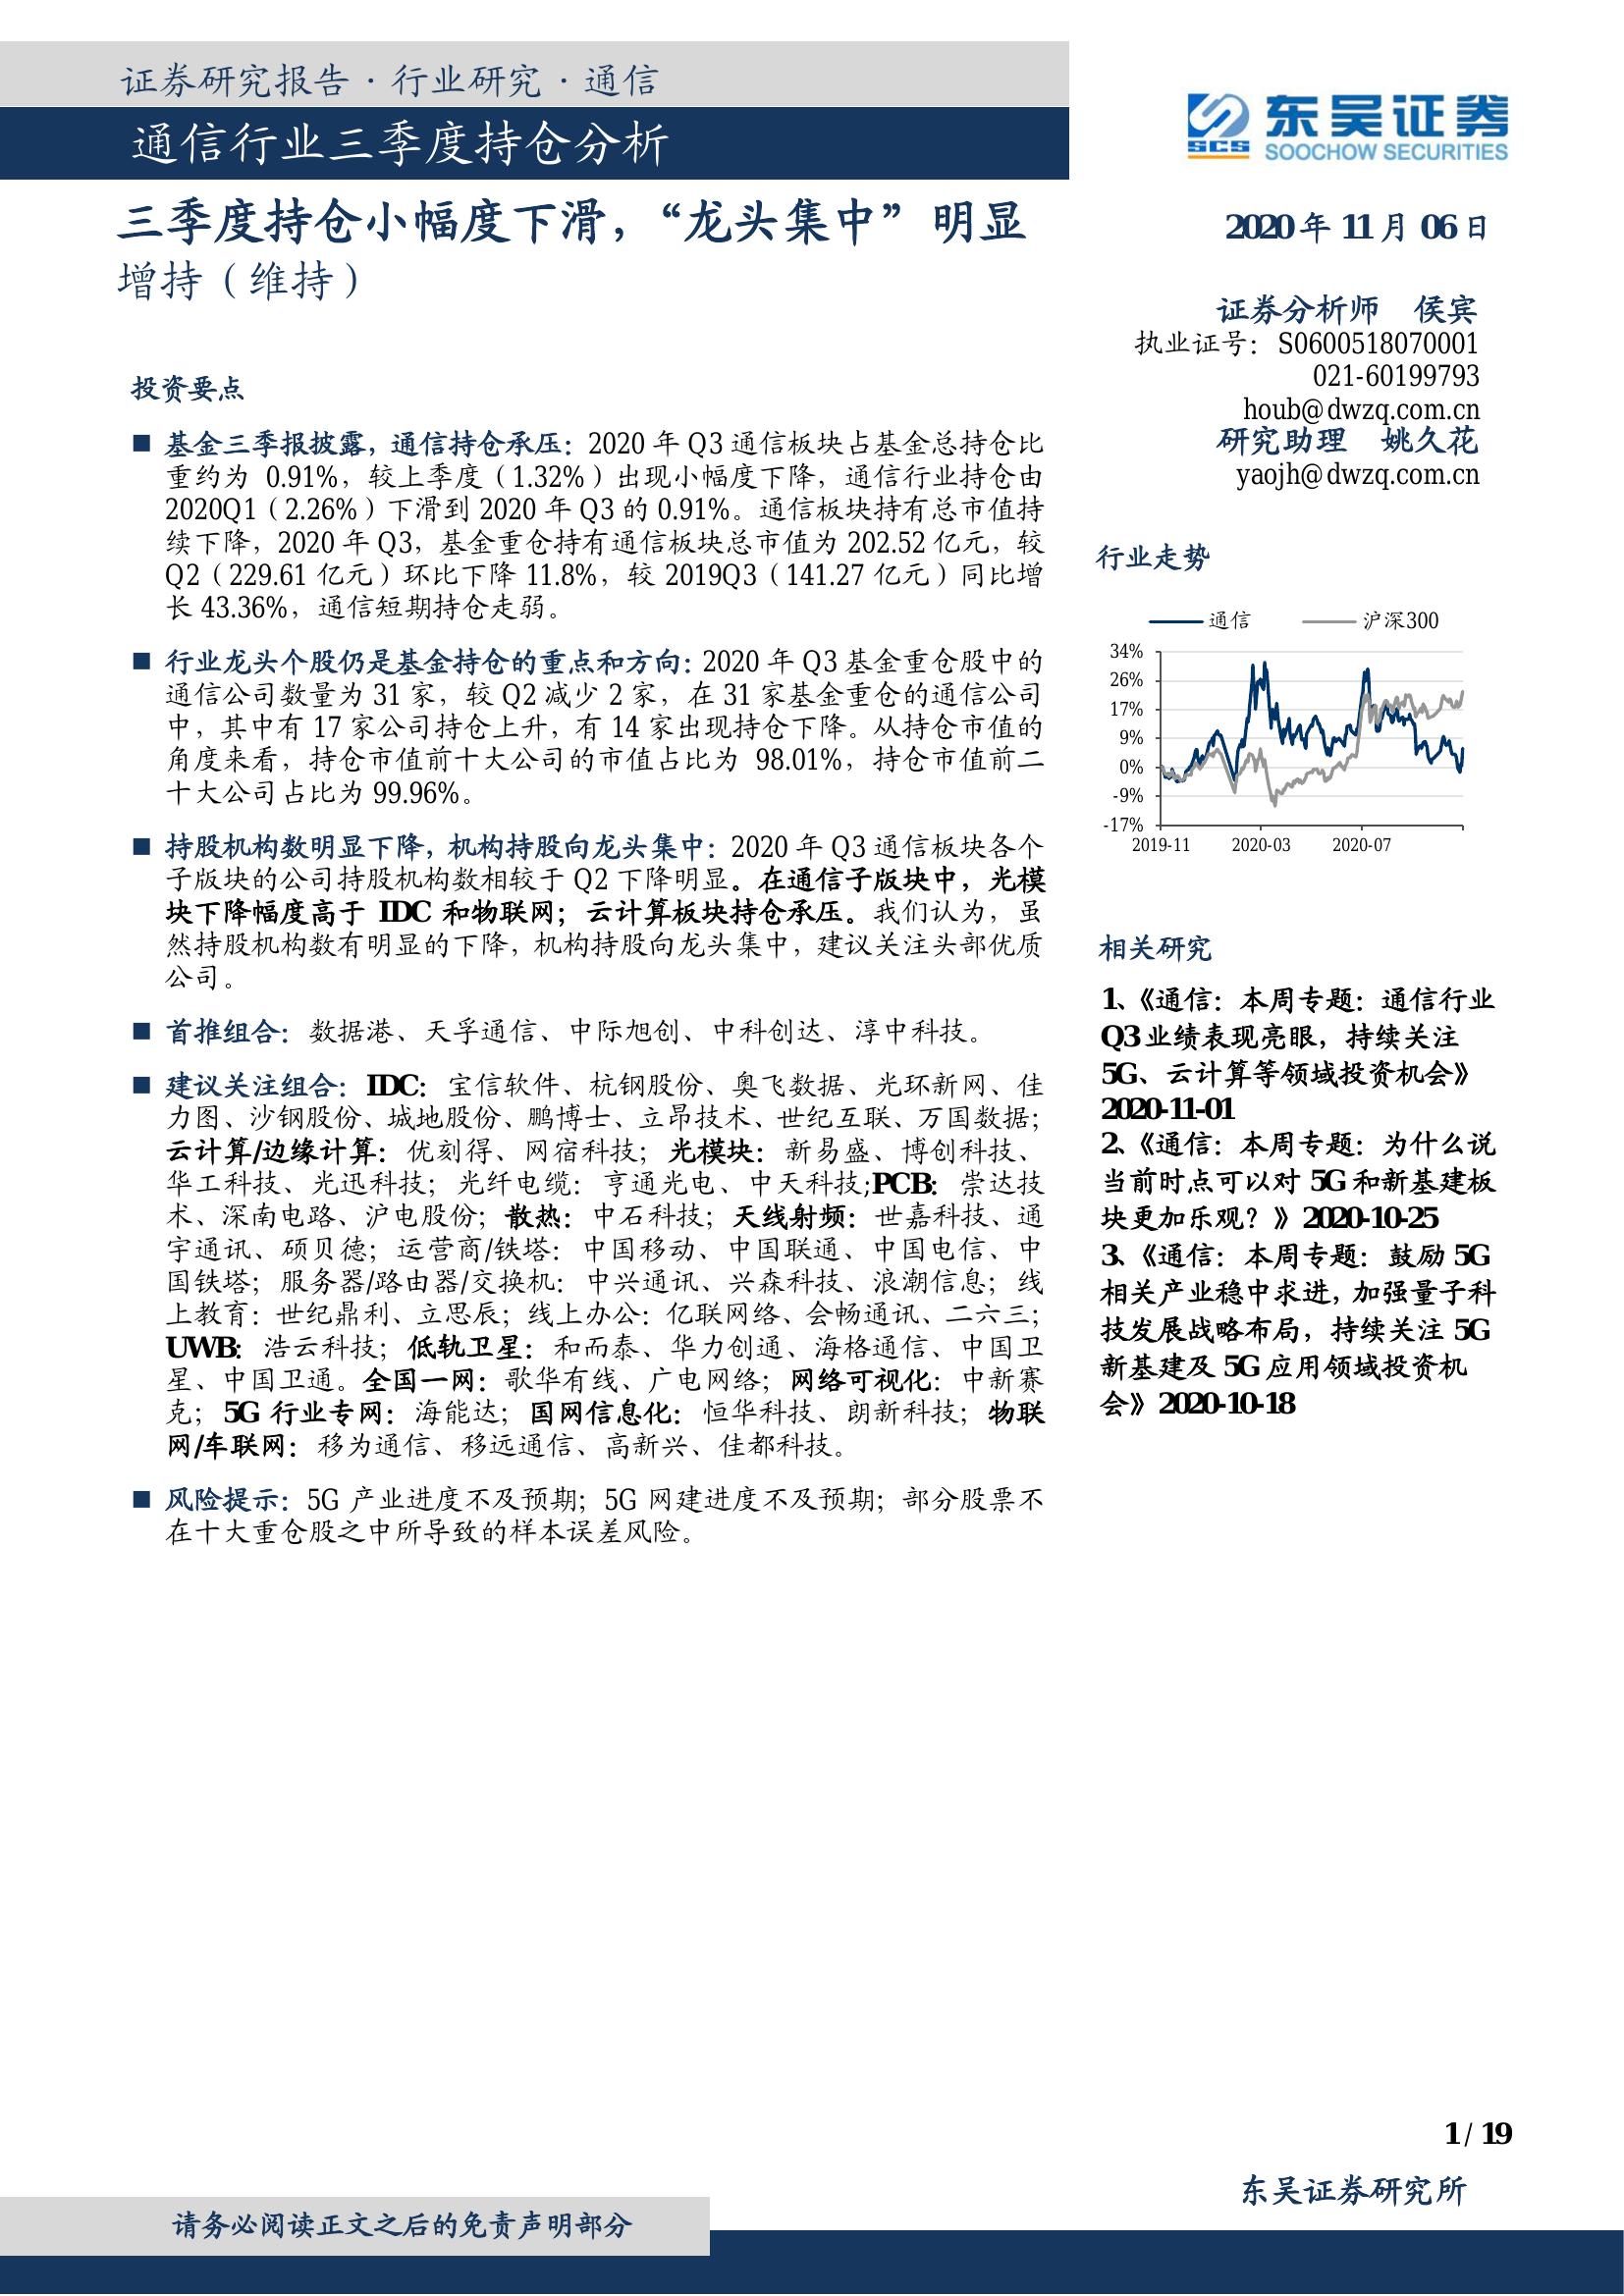 证券研究报告 · 行业研究 · 通信
通信行业三季度持仓分析
SCS
东吴证券
SOOCHOW SECURITIES
三季度持仓小幅度下滑，“龙头集中”明显
增持（维持）
2020 年 11 月 06 日
证券分析师 侯宾
执业证号：S0600518070001
021-60199793
houb@dwzq.com.cn
研究助理 姚久花
yaojh@dwzq.com.cn
投资要点
■ 基金三季报披露，通信持仓承压：2020 年 Q3 通信板块占基金总持仓比
重约为 0.91%，较上季度（1.32%）出现小幅度下降，通信行业持仓由
2020Q1（2.26%）下滑到 2020 年 Q3 的 0.91%。通信板块持有总市值持
续下降，2020 年 Q3，基金重仓持有通信板块总市值为 202.52 亿元，较
Q2（229.61 亿元）环比下降 11.8%，较 2019Q3（141.27 亿元）同比增
长 43.36%，通信短期持仓走弱。
■ 行业龙头个股仍是基金持仓的重点和方向：2020 年 Q3 基金重仓股中的
通信公司数量为 31 家，较 Q2 减少 2 家，在 31 家基金重仓的通信公司
中，其中有 17 家公司持仓上升，有 14 家出现持仓下降。从持仓市值的
角度来看，持仓市值前十大公司的市值占比为 98.01%，持仓市值前二
十大公司占比为 99.96%。
■ 持股机构数明显下降，机构持股向龙头集中：2020 年 Q3 通信板块各个
子版块的公司持股机构数相较于 Q2 下降明显。在通信子版块中，光模
块下降幅度高于 IDC 和物联网；云计算板块持仓承压。我们认为，虽
然持股机构数有明显的下降，机构持股向龙头集中，建议关注头部优质
公司。
■ 首推组合：数据港、天孚通信、中际旭创、中科创达、淳中科技。
■ 建议关注组合：IDC：宝信软件、杭钢股份、奥飞数据、光环新网、佳
力图、沙钢股份、城地股份、鹏博士、立昂技术、世纪互联、万国数据；
云计算/边缘计算：优刻得、网宿科技；光模块：新易盛、博创科技、
华工科技、光迅科技；光纤电缆：亨通光电、中天科技;PCB：崇达技
术、深南电路、沪电股份；散热：中石科技；天线射频：世嘉科技、通
宇通讯、硕贝德；运营商/铁塔：中国移动、中国联通、中国电信、中
国铁塔；服务器/路由器/交换机：中兴通讯、兴森科技、浪潮信息；线
上教育：世纪鼎利、立思辰；线上办公：亿联网络、会畅通讯、二六三；
UWB：浩云科技；低轨卫星：和而泰、华力创通、海格通信、中国卫
星、中国卫通。全国一网：歌华有线、广电网络；网络可视化：中新赛
克；5G 行业专网：海能达；国网信息化：恒华科技、朗新科技；物联
网/车联网：移为通信、移远通信、高新兴、佳都科技。
■ 风险提示：5G 产业进度不及预期；5G 网建进度不及预期；部分股票不
在十大重仓股之中所导致的样本误差风险。
行业走势
通信 沪深300
34%
26%
17%
9%
0%
-9%
-17%
2019-11 2020-03 2020-07
相关研究
1、《通信：本周专题：通信行业
Q3 业绩表现亮眼，持续关注
5G、云计算等领域投资机会》
2020-11-01
2、《通信：本周专题：为什么说
当前时点可以对 5G 和新基建板
块更加乐观？》2020-10-25
3、《通信：本周专题：鼓励 5G
相关产业稳中求进，加强量子科
技发展战略布局，持续关注 5G
新基建及 5G 应用领域投资机
会》2020-10-18
1 / 19
东吴证券研究所
请务必阅读正文之后的免责声明部分